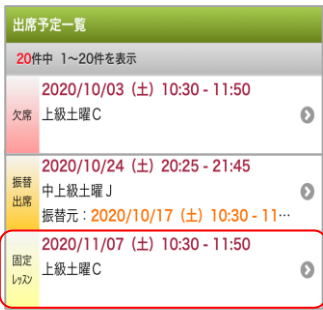 出席予定一覧
20件中 1～20件を表示
2020/10/03 (土) 10:30 - 11:50
欠席 上級土曜C
2020/10/24 (土) 20:25 - 21:45
振替
出席
中上級土曜J
振替元：2020/10/17 (土) 10:30 - 11…
2020/11/07 (土) 10:30 - 11:50
固定
ﾚｯｽﾝ
上級土曜C